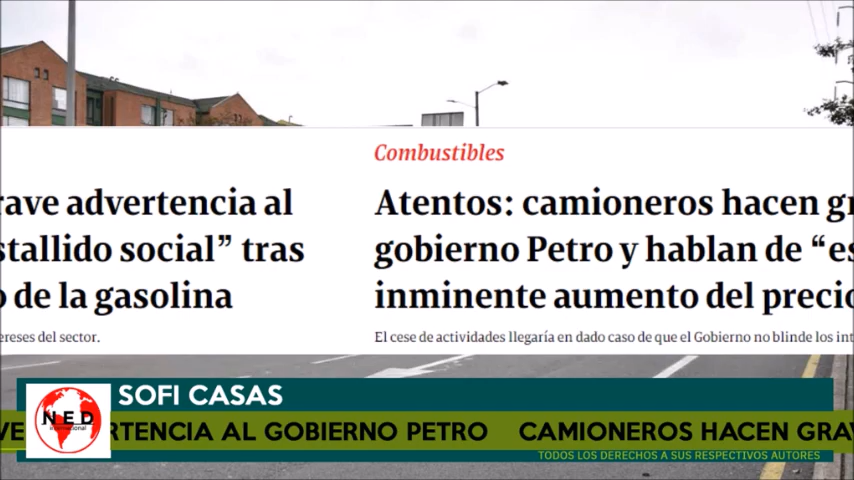 Combustibles
rave advertencia al
stallido social” tras
o de la gasolina
ereses del sector.
Atentos: camioneros hacen gr
gobierno Petro y hablan de “es
inminente aumento del precio
El cese de actividades llegaría en dado caso de que el Gobierno no blinde los int
SOFI CASAS
NED
international
VE RTENCIA AL GOBIERNO PETRO CAMIONEROS HACEN GRAV
TODOS LOS DERECHOS A SUS RESPECTIVOS AUTORES